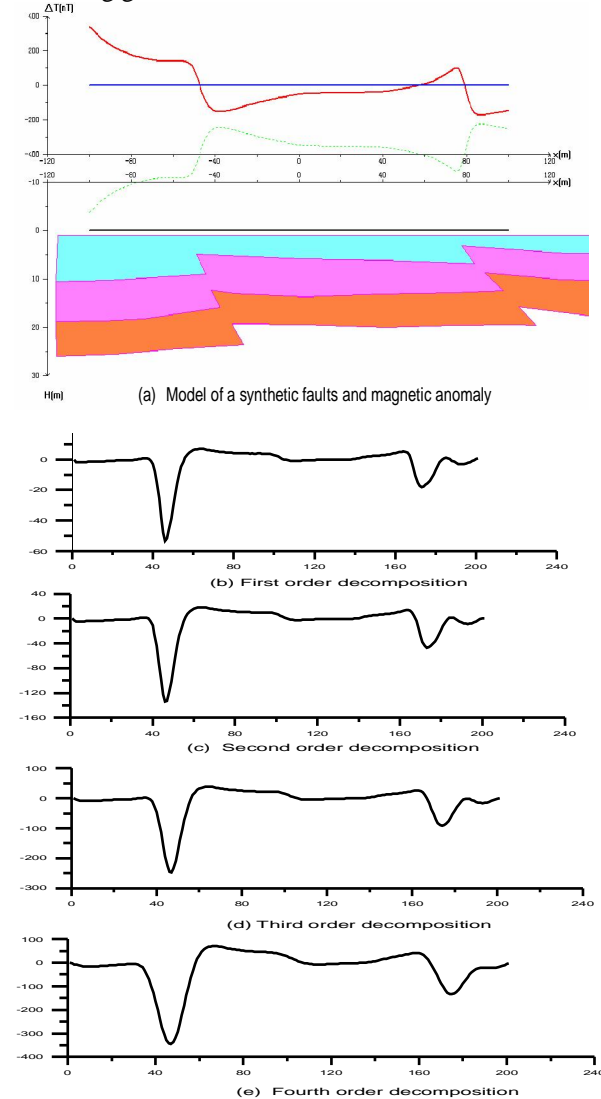 ΔT[nT]
400
200
0
-200
-400
-120 -80 -40 0 40 80 120 x[m]
-120 -80 -40 0 40 80 120 x[m]
-10
0
10
20
30
H[m]
(a) Model of a synthetic faults and magnetic anomaly
0
-20
-40
-60
0 40 80 120 160 200 240
(b) First order decomposition
40
0
-40
-80
-120
-160
0 40 80 120 160 200 240
(c) Second order decomposition
100
0
-100
-200
-300
0 40 80 120 160 200 240
(d) Third order decomposition
100
0
-100
-200
-300
-400
0 40 80 120 160 200 240
(e) Fourth order decomposition